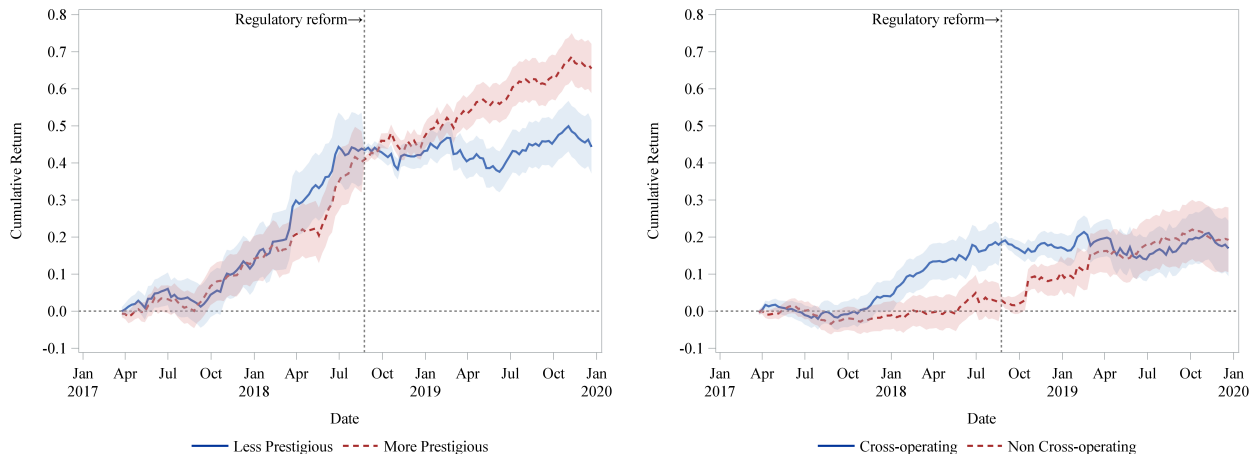 Regulatory reform→
0.8
0.7
0.6
0.5
0.4
0.3
0.2
0.1
0.0
-0.1
Cumulative Return
Jan Apr Jul Oct Jan Apr Jul Oct Jan Apr Jul Oct Jan
2017 2018 2019 2020
Date
Less Prestigious More Prestigious
Regulatory reform→
0.8
0.7
0.6
0.5
0.4
0.3
0.2
0.1
0.0
-0.1
Cumulative Return
Jan Apr Jul Oct Jan Apr Jul Oct Jan Apr Jul Oct Jan
2017 2018 2019 2020
Date
Cross-operating Non Cross-operating